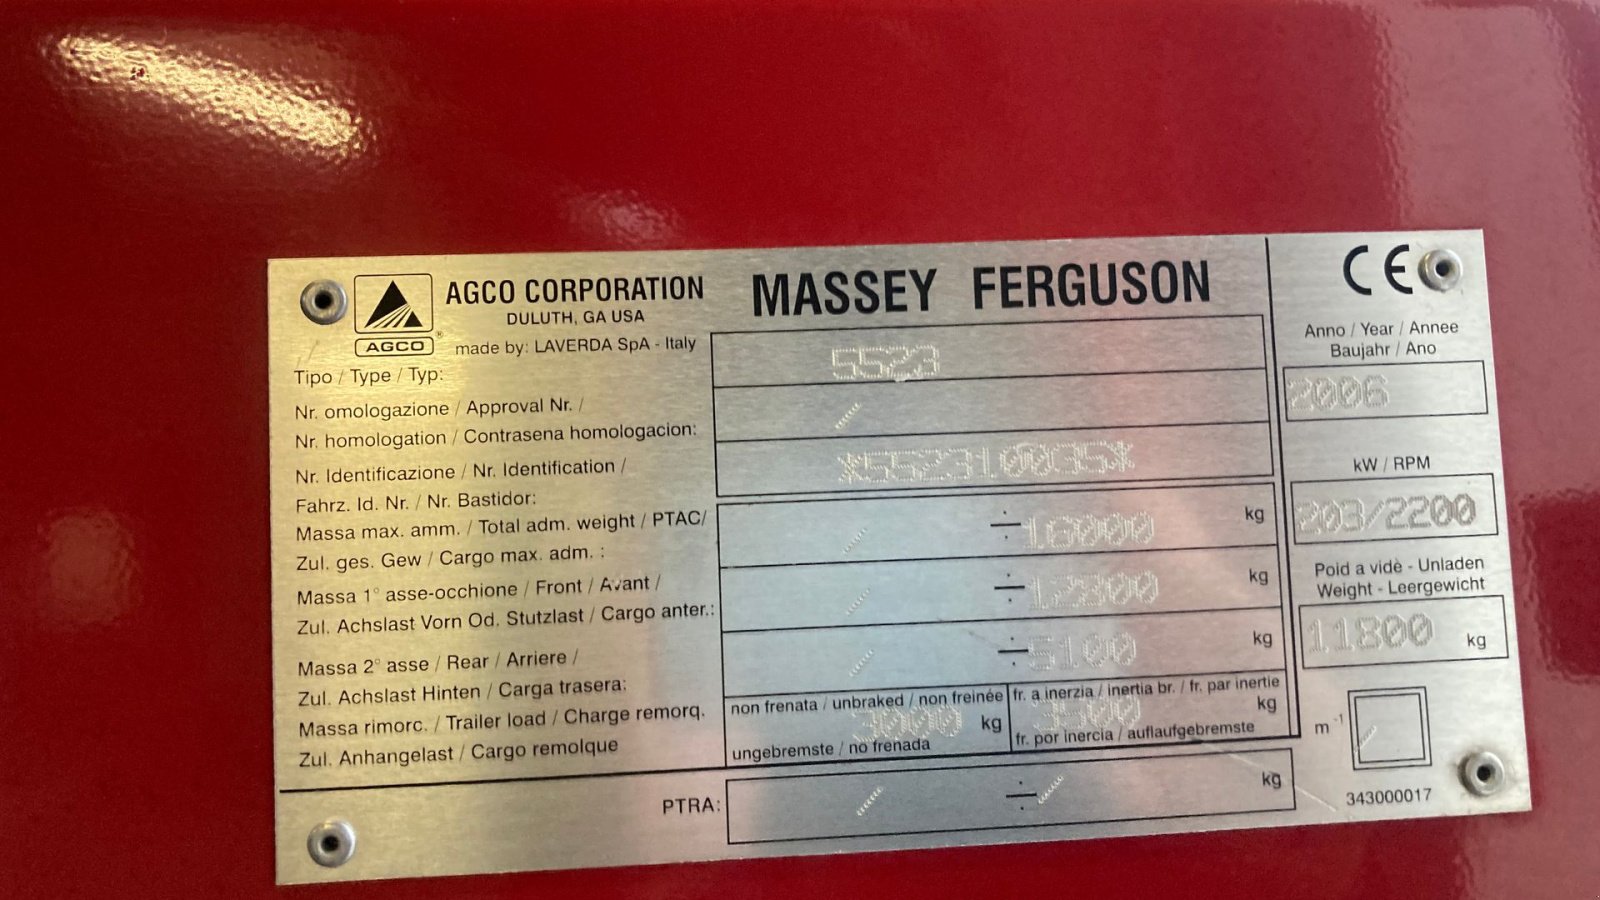 AGCO
AGCO CORPORATION
DULUTH, GA USA
made by: LAVERDA SpA - Italy
MASSEY FERGUSON
CE
Tipo / Type / Typ:
5523
Nr. omologazione / Approval Nr. /
Nr. homologation / Contrasena homologacion:
/
Nr. Identificazione / Nr. Identification /
Fahrz. Id. Nr. / Nr. Bastidor:
*552310035*
Massa max. amm. / Total adm. weight / PTAC/
Zul. ges. Gew / Cargo max. adm. :
/ ÷ 16000 kg
Massa 1° asse-occhione / Front / Avant /
Zul. Achslast Vorn Od. Stutzlast / Cargo anter.:
/ ÷ kg
Massa 2° asse / Rear / Arriere /
Zul. Achslast Hinten / Carga trasera:
/ ÷ 5100 kg
Massa rimorc. / Trailer load / Charge remorq.
Zul. Anhangelast / Cargo remolque
non frenata / unbraked / non freinée
3000 kg
ungebremste / no frenada
fr. a inerzia / inertia br. / fr. par inertie
3500 kg
fr. por inercia / auflaufgebremste
PTRA:
/ ÷ / kg
Anno / Year / Annee
Baujahr / Ano
2006
kW / RPM
203/2200
Poid a vidè - Unladen
Weight - Leergewicht
11800 kg
m -1
/
343000017